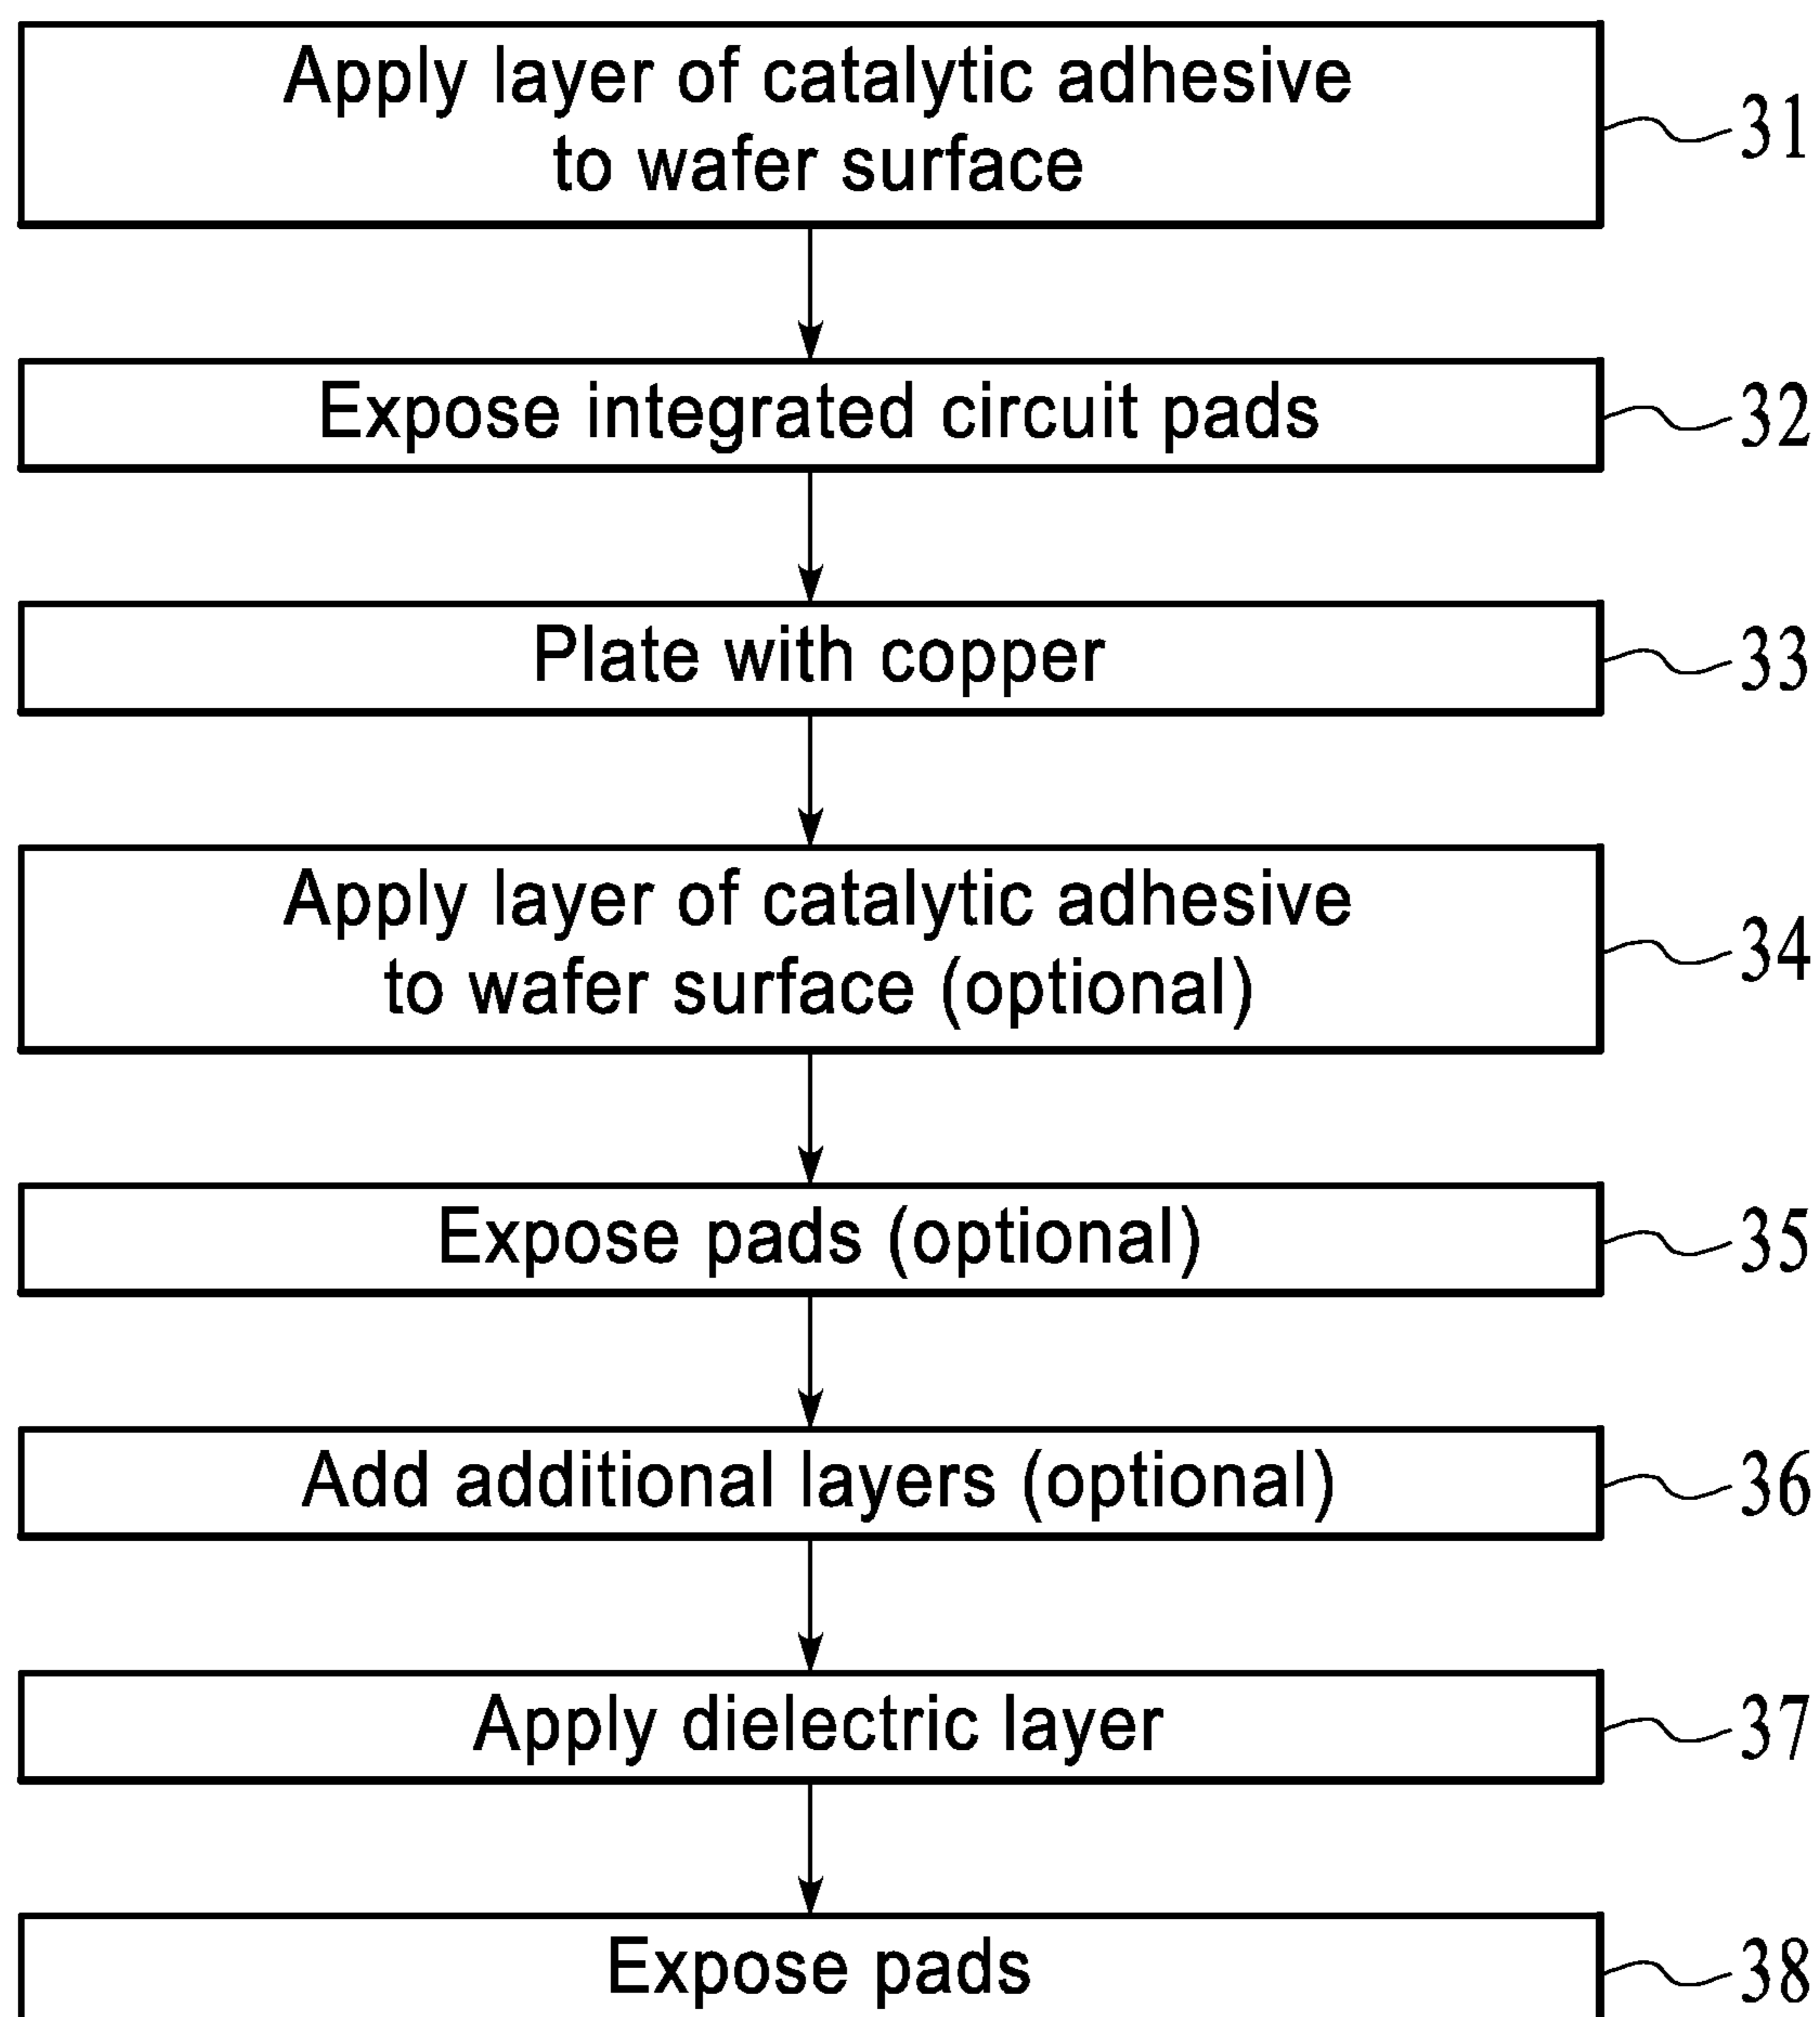 Apply layer of catalytic adhesive
to wafer surface
31
Expose integrated circuit pads
32
Plate with copper
33
Apply layer of catalytic adhesive
to wafer surface (optional)
34
Expose pads (optional)
35
Add additional layers (optional)
36
Apply dielectric layer
37
Expose pads
38